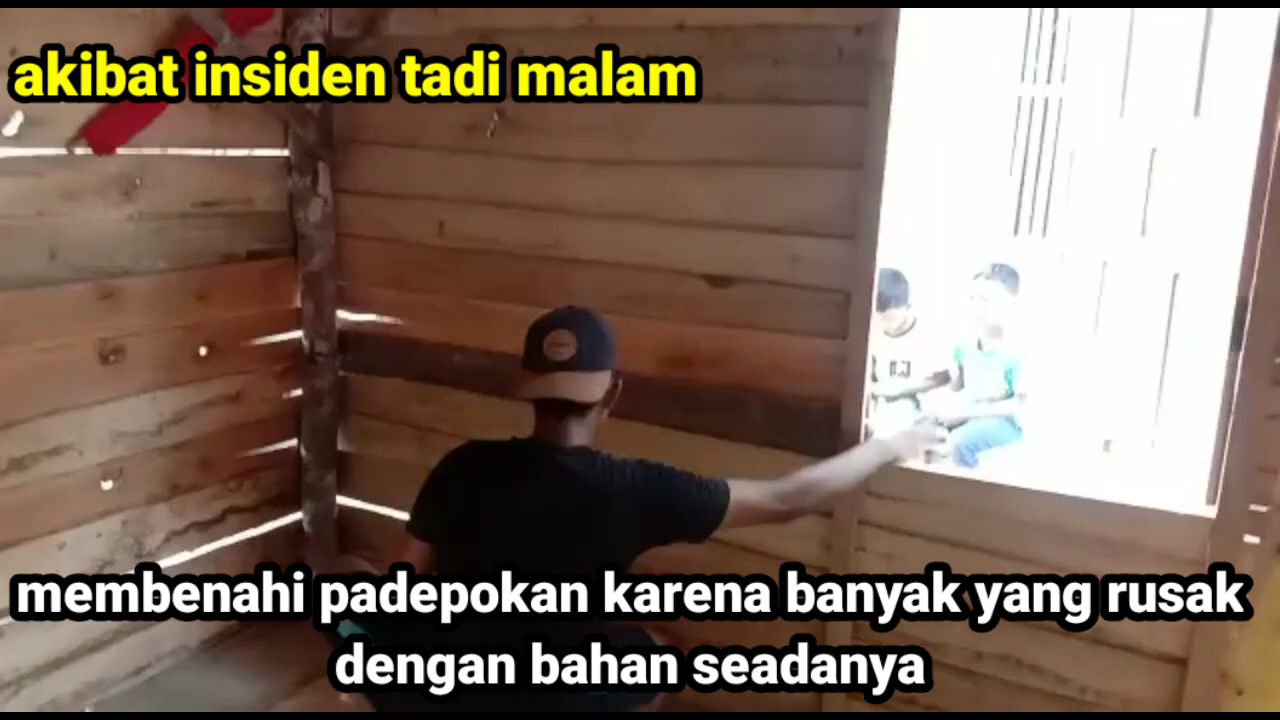 akibat insiden tadi malam
membenahi padepokan karena banyak yang rusak
dengan bahan seadanya